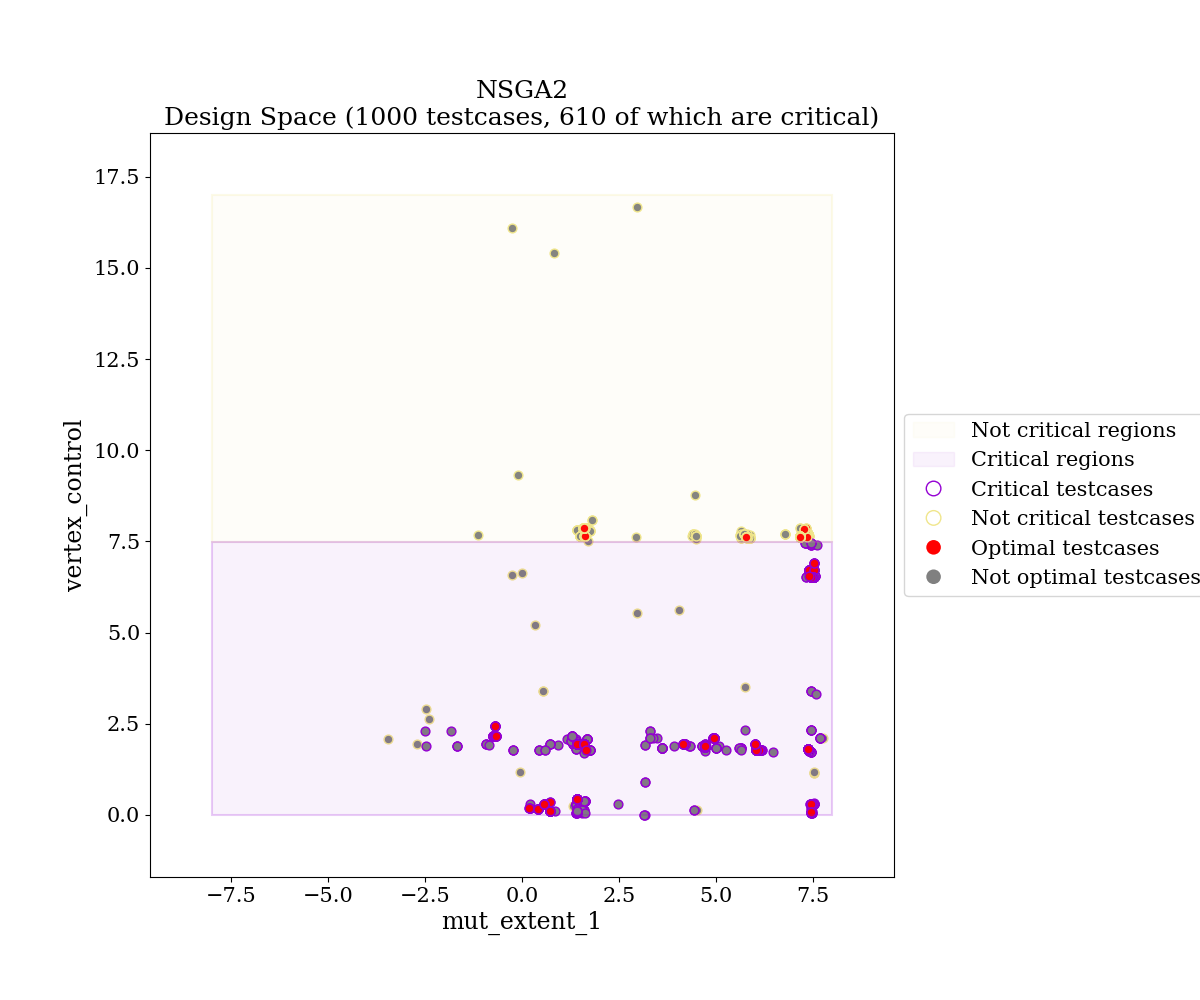 NSGA2
Design Space (1000 testcases, 610 of which are critical)
17.5
15.0
12.5
10.0
7.5
5.0
2.5
0.0
vertex_control
−7.5
−5.0
−2.5
0.0
2.5
5.0
7.5
mut_extent_1
Not critical regions
Critical regions
Critical testcases
Not critical testcases
Optimal testcases
Not optimal testcases